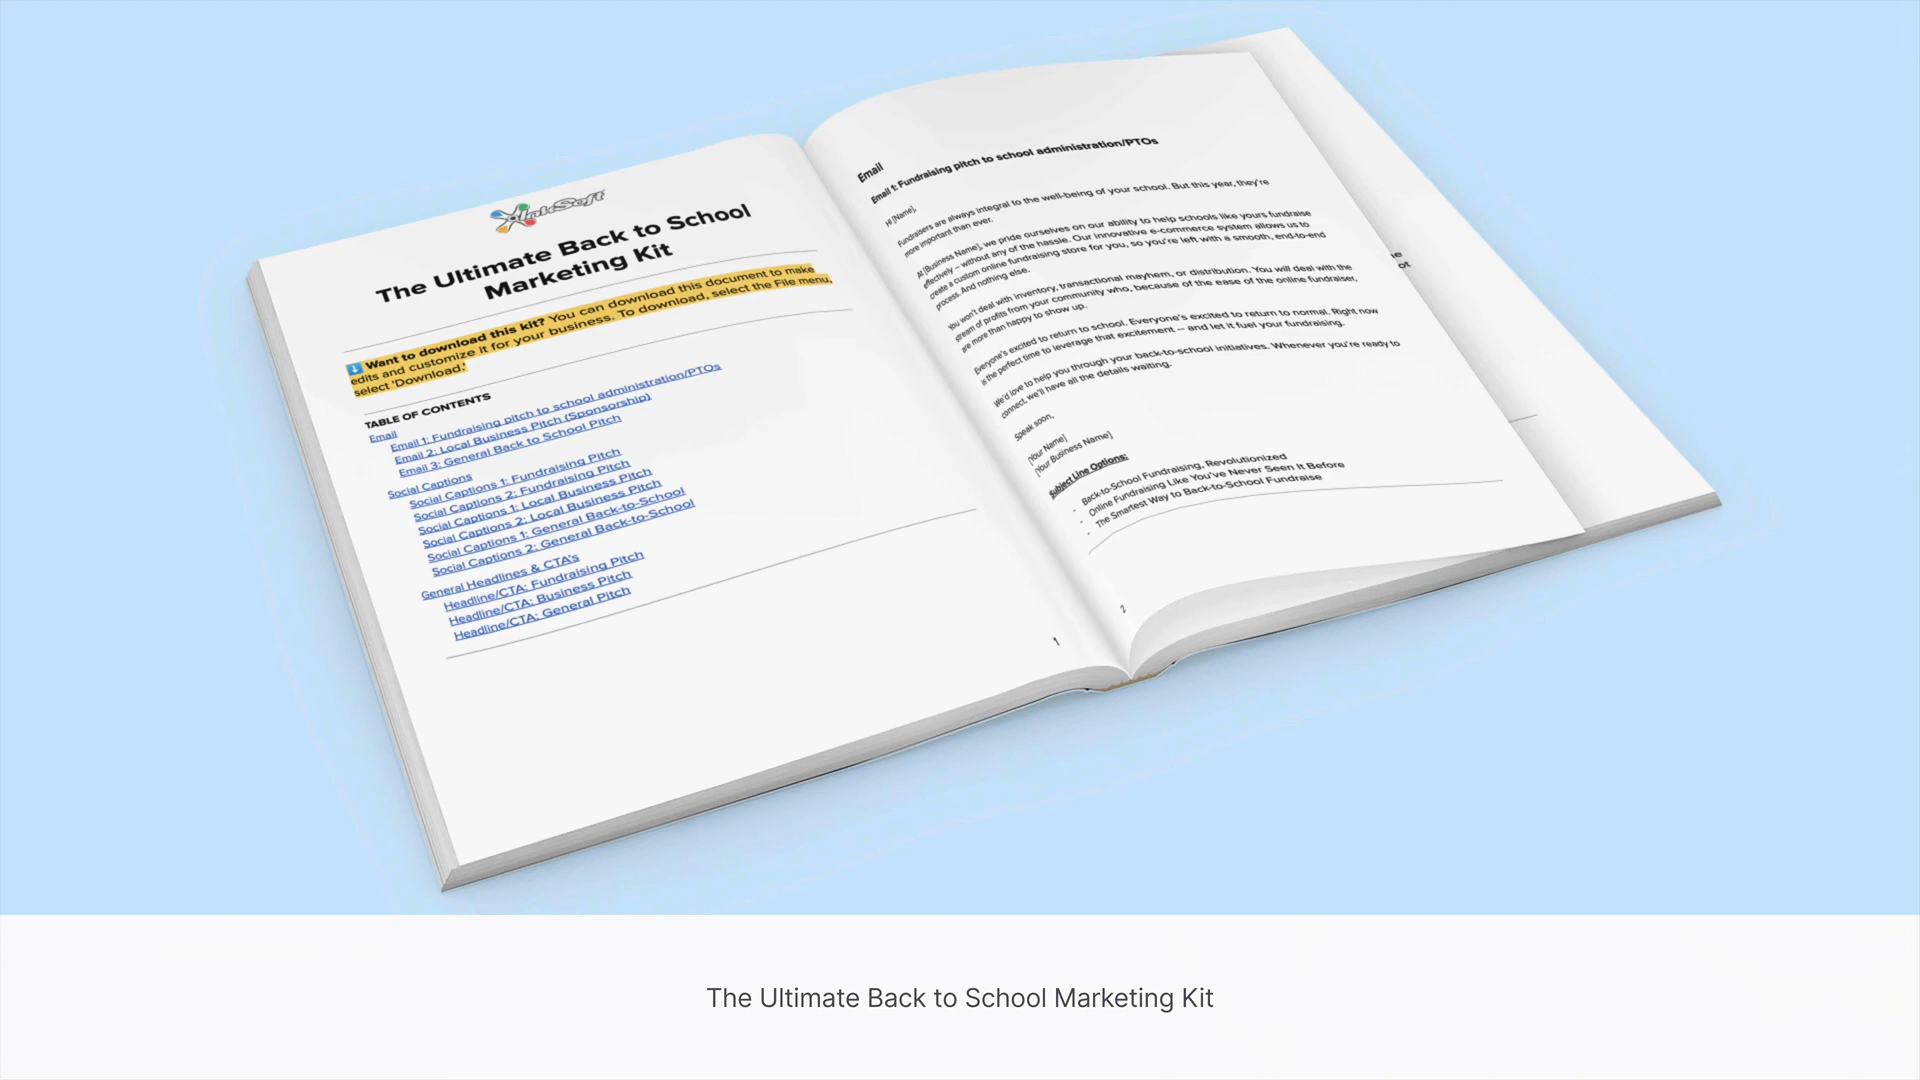 InkSoft
The Ultimate Back to School
Marketing Kit
Want to download this kit? You can download this document to make
edits and customize it for your business. To download, select the File menu,
select 'Download.'
TABLE OF CONTENTS
Email
Email 1: Fundraising pitch to school administration/PTOs
Email 2: Local Business Pitch (Sponsorship)
Email 3: General Back to School Pitch
Social Captions
Social Captions 1: Fundraising Pitch
Social Captions 2: Fundraising Pitch
Social Captions 1: Local Business Pitch
Social Captions 2: Local Business Pitch
Social Captions 1: General Back-to-School
Social Captions 2: General Back-to-School
General Headlines & CTA's
Headline/CTA: Fundraising Pitch
Headline/CTA: Business Pitch
Headline/CTA: General Pitch
1
Email
Email 1: Fundraising pitch to school administration/PTOs
Hi [Name],
Fundraisers are always integral to the well-being of your school. But this year, they're
more important than ever.
At [Business Name], we pride ourselves on our ability to help schools like yours fundraise
effectively – without any of the hassle. Our innovative e-commerce system allows us to
create a custom online fundraising store for you, so you're left with a smooth, end-to-end
process. And nothing else.
You won't deal with inventory, transactional mayhem, or distribution. You will deal with the
stream of profits from your community who, because of the ease of the online fundraiser,
are more than happy to show up.
Everyone's excited to return to school. Everyone's excited to return to normal. Right now
is the perfect time to leverage that excitement – and let it fuel your fundraising.
We'd love to help you through your back-to-school initiatives. Whenever you're ready to
connect, we'll have all the details waiting.
Speak soon,
[Your Name]
[Your Business Name]
Subject Line Options:
- Back-to-School Fundraising, Revolutionized
- Online Fundraising Like You've Never Seen It Before
- The Smartest Way to Back-to-School Fundraise
2
The Ultimate Back to School Marketing Kit